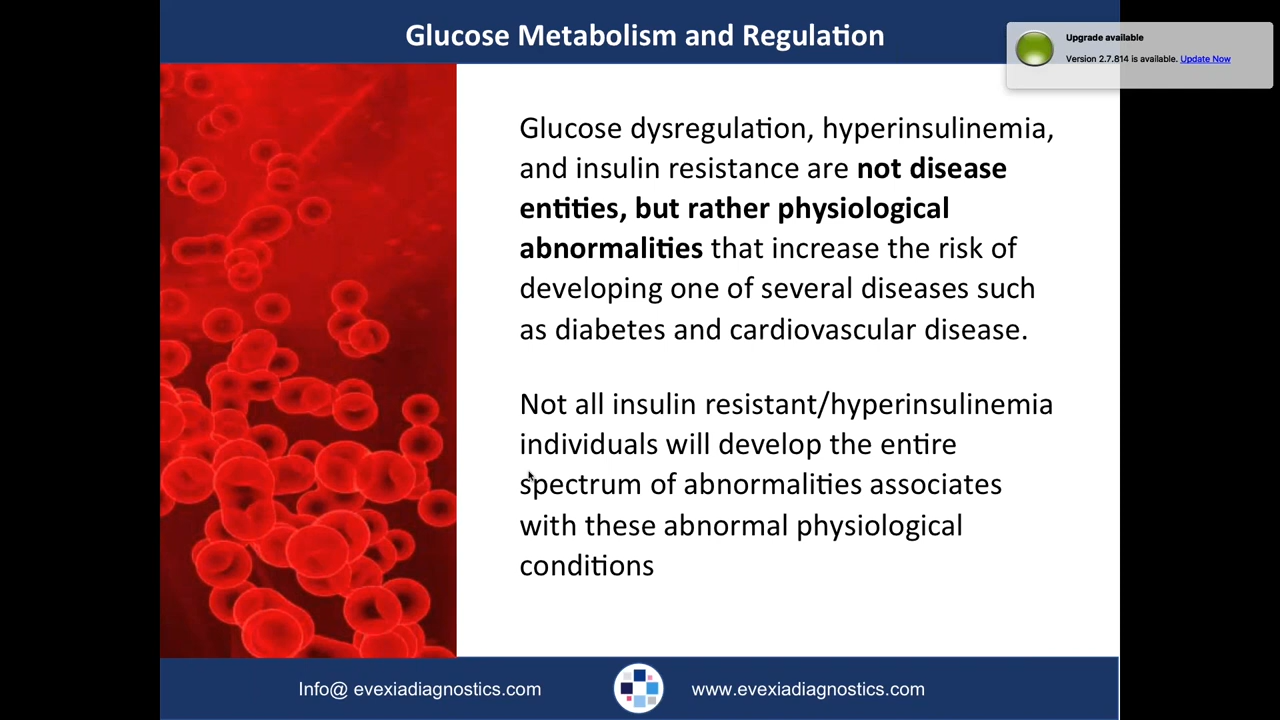 Glucose Metabolism and Regulation
Upgrade available
Version 2.7.814 is available. Update Now
Glucose dysregulation, hyperinsulinemia,
and insulin resistance are not disease
entities, but rather physiological
abnormalities that increase the risk of
developing one of several diseases such
as diabetes and cardiovascular disease.
Not all insulin resistant/hyperinsulinemia
individuals will develop the entire
spectrum of abnormalities associates
with these abnormal physiological
conditions
Info@ evexiadiagnostics.com
www.evexiadiagnostics.com